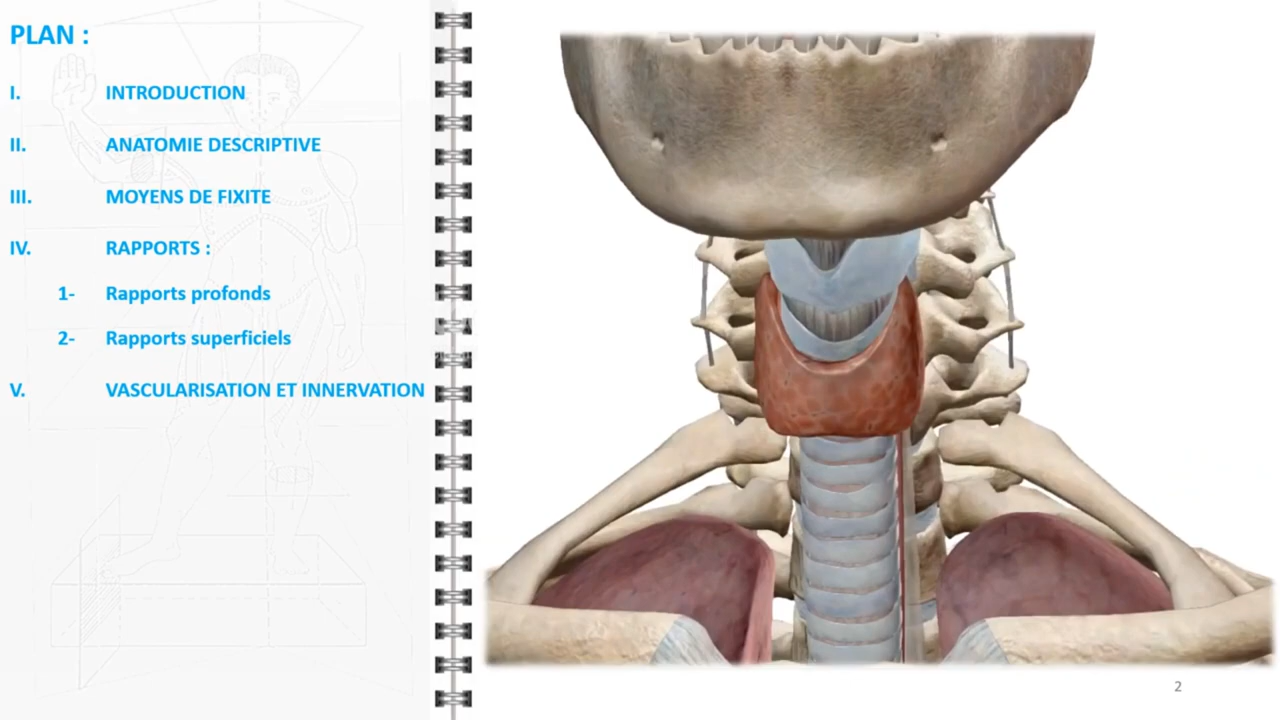 PLAN :
I. INTRODUCTION
II. ANATOMIE DESCRIPTIVE
III. MOYENS DE FIXITE
IV. RAPPORTS :
1- Rapports profonds
2- Rapports superficiels
V. VASCULARISATION ET INNERVATION
2